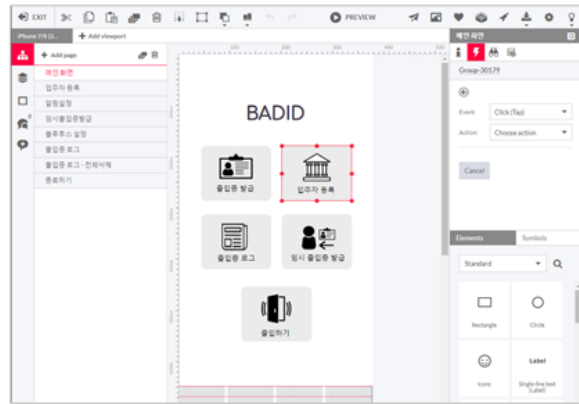 EXIT
PREVIEW
iPhone 7/8 (3...
+ Add viewport
메인 화면
+ Add page
메인 화면
입주자 등록
알림설정
임시출입증발급
블루투스 설정
출입증 로그
출입증 로그 - 전체삭제
종료하기
100
200
300
400
500
BADID
출입증 발급
입주자 등록
출입증 로그
임시 출입증 발급
출입하기
Group-30179
Event
Click (Tap)
Action
Choose action
Cancel
Elements
Symbols
Standard
Rectangle
Circle
Icons
Label
Single-line text
(Label)